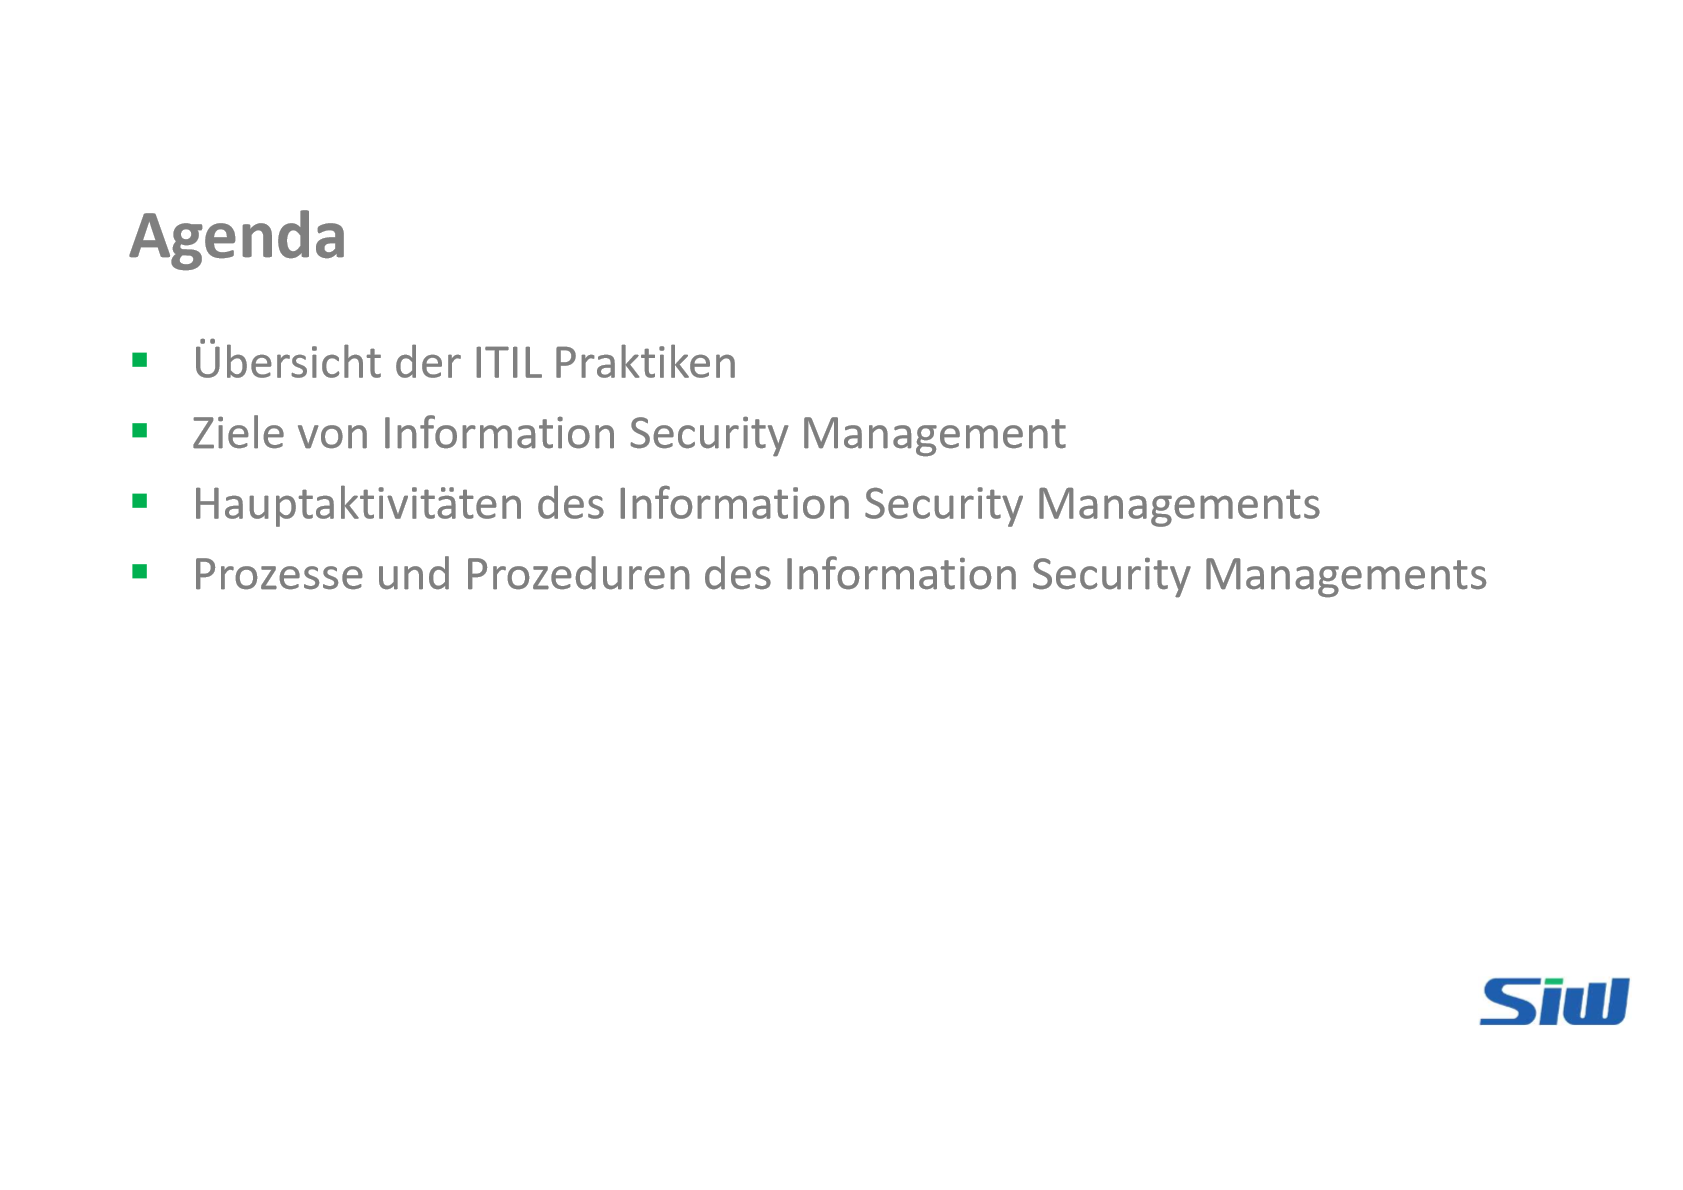 Agenda
Übersicht der ITIL Praktiken
Ziele von Information Security Management
Hauptaktivitäten des Information Security Managements
Prozesse und Prozeduren des Information Security Managements
Siw